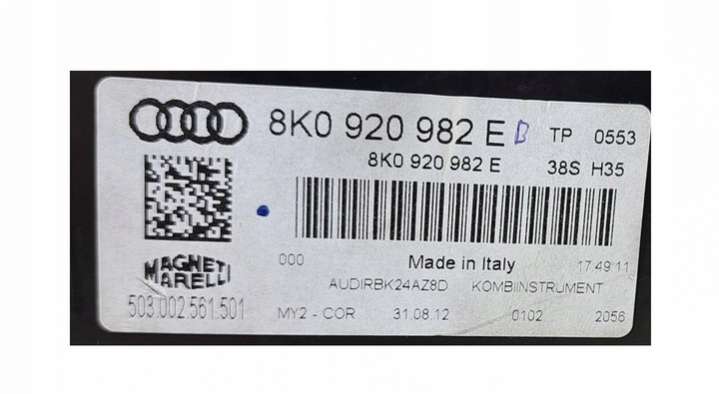 8K0 920 982 E B TP 0553
8K0 920 982 E 38S H35
000 Made in Italy 17:49:11
MAGNETI
MARELLI
AUDIRBK24AZ8D KOMBIINSTRUMENT
503.002.561.501
MY2 - COR 31.08.12 0102 2056